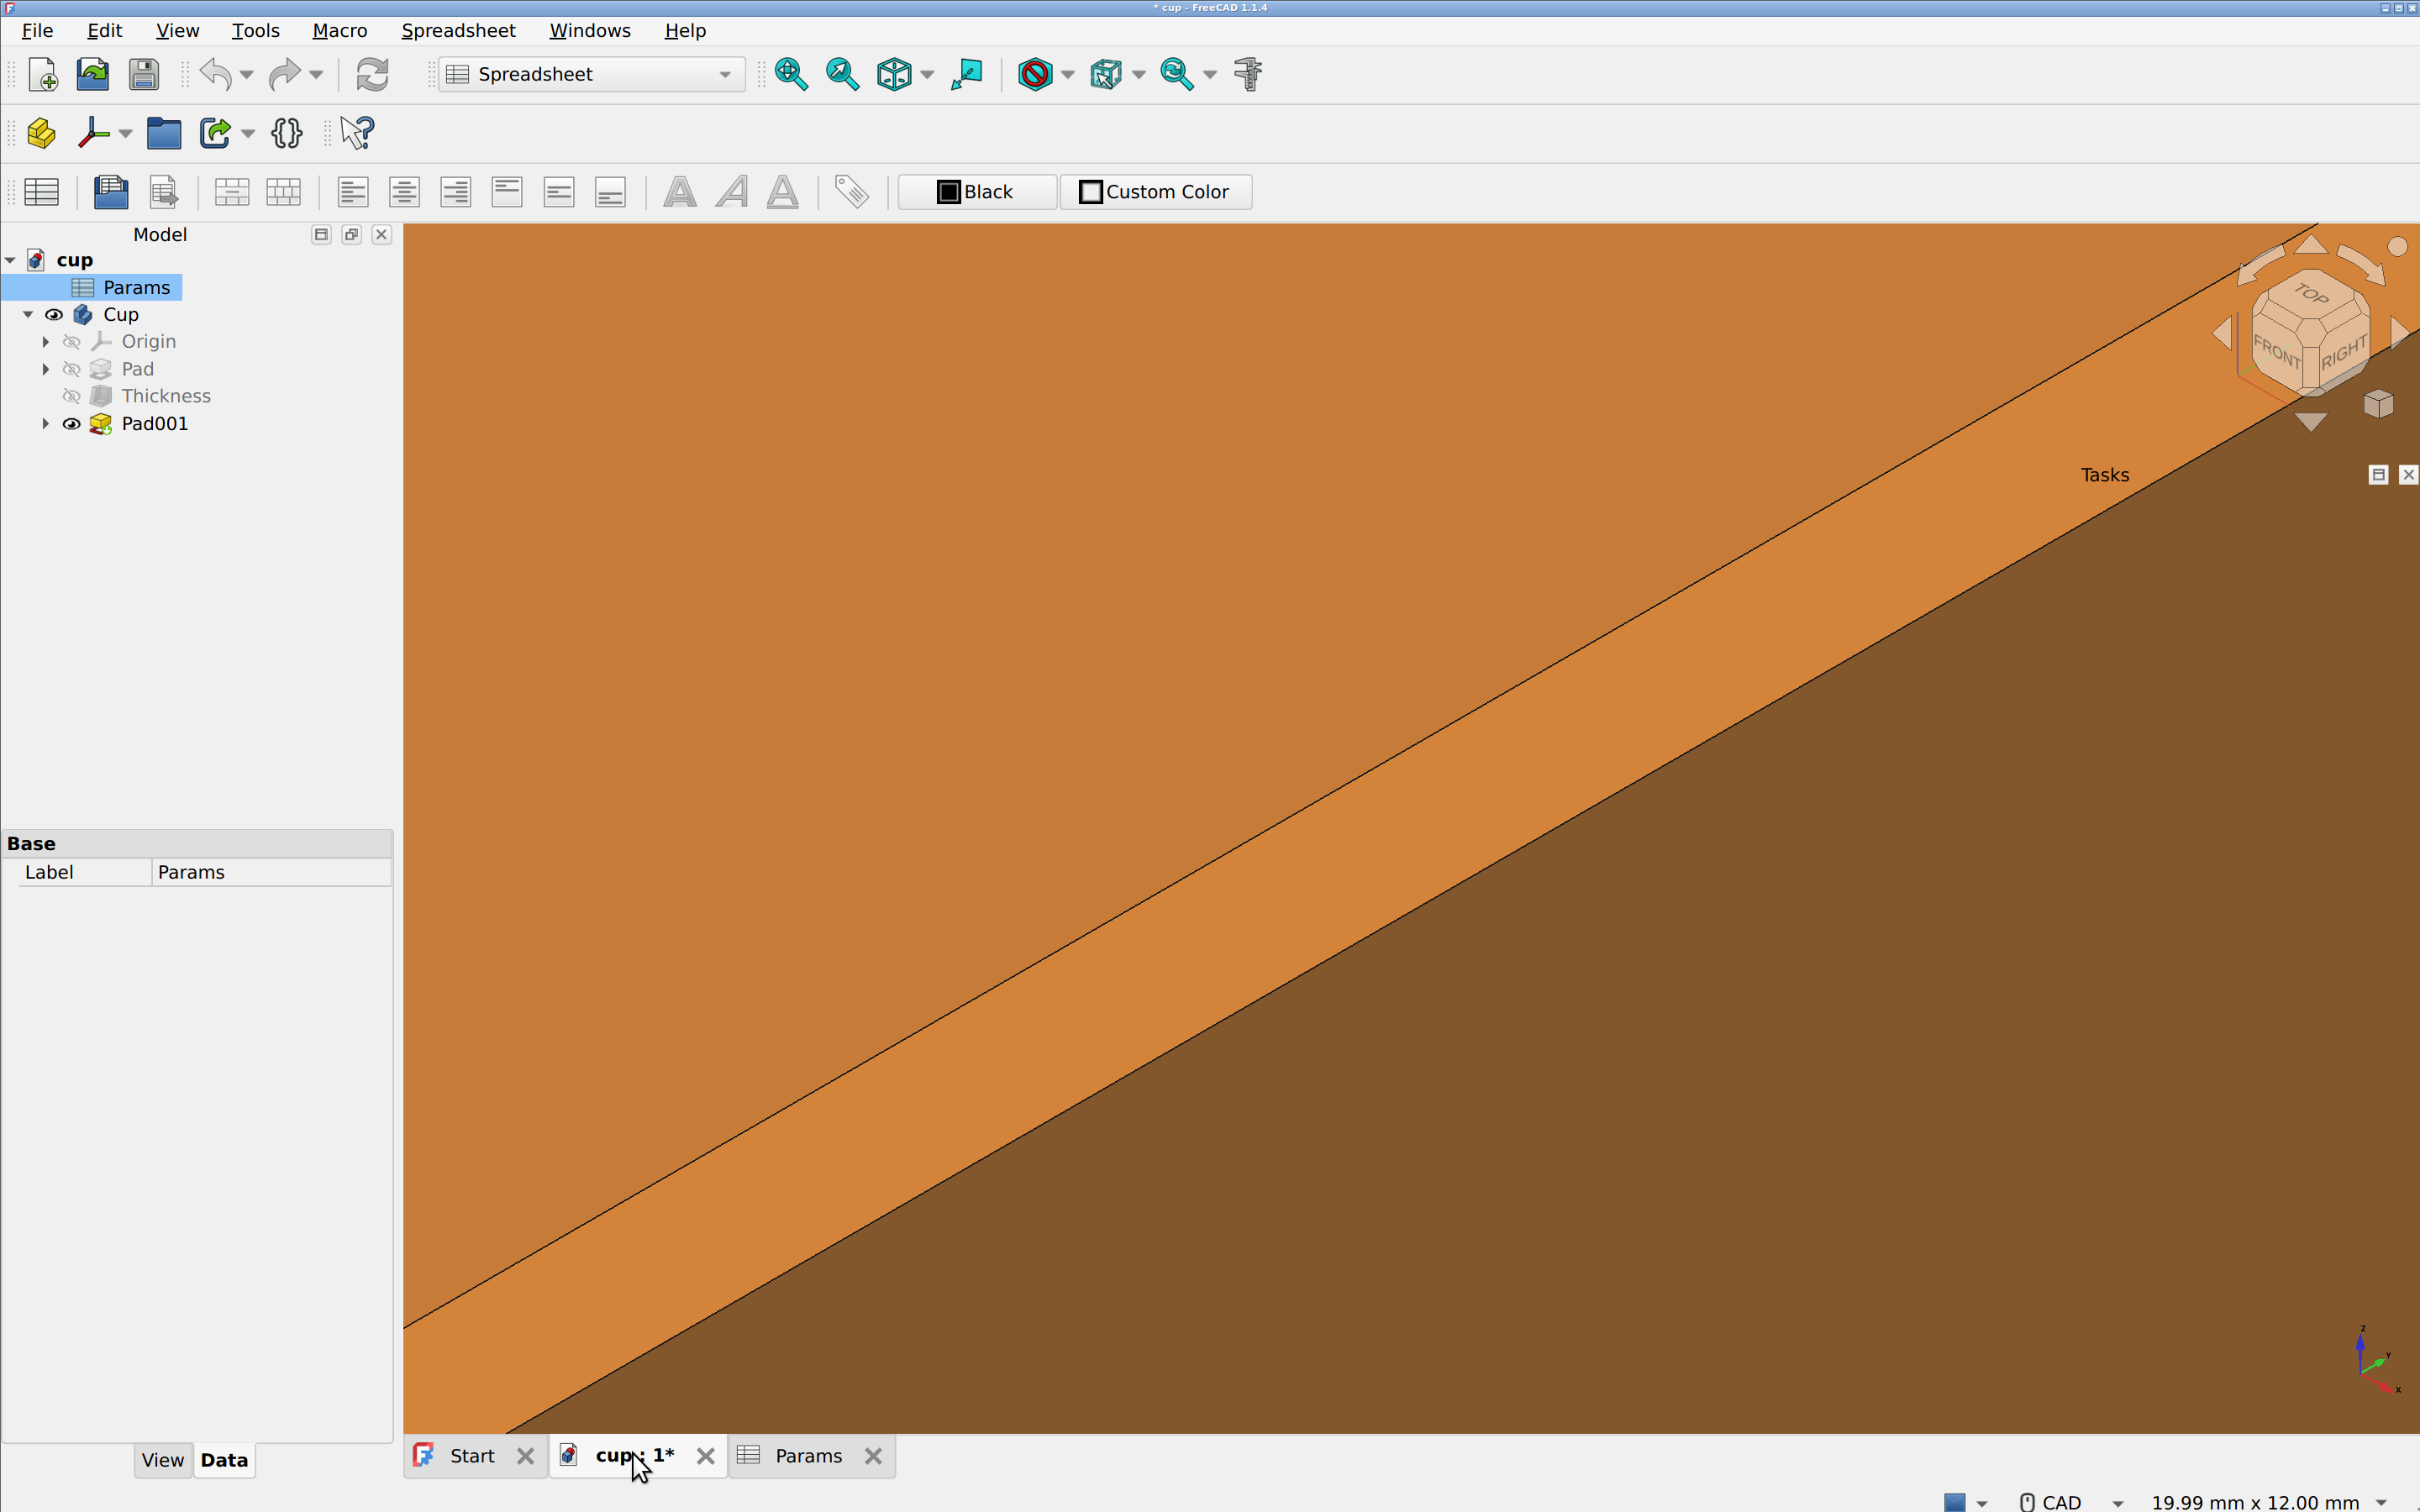 * cup - FreeCAD 1.1.4
File Edit View Tools Macro Spreadsheet Windows Help
Spreadsheet
Black Custom Color
Model
cup
Params
Cup
Origin
Pad
Thickness
Pad001
TOP
FRONT RIGHT
Tasks
Base
Label Params
Z
Y
X
View Data
Start cup : 1* Params
CAD 19.99 mm x 12.00 mm